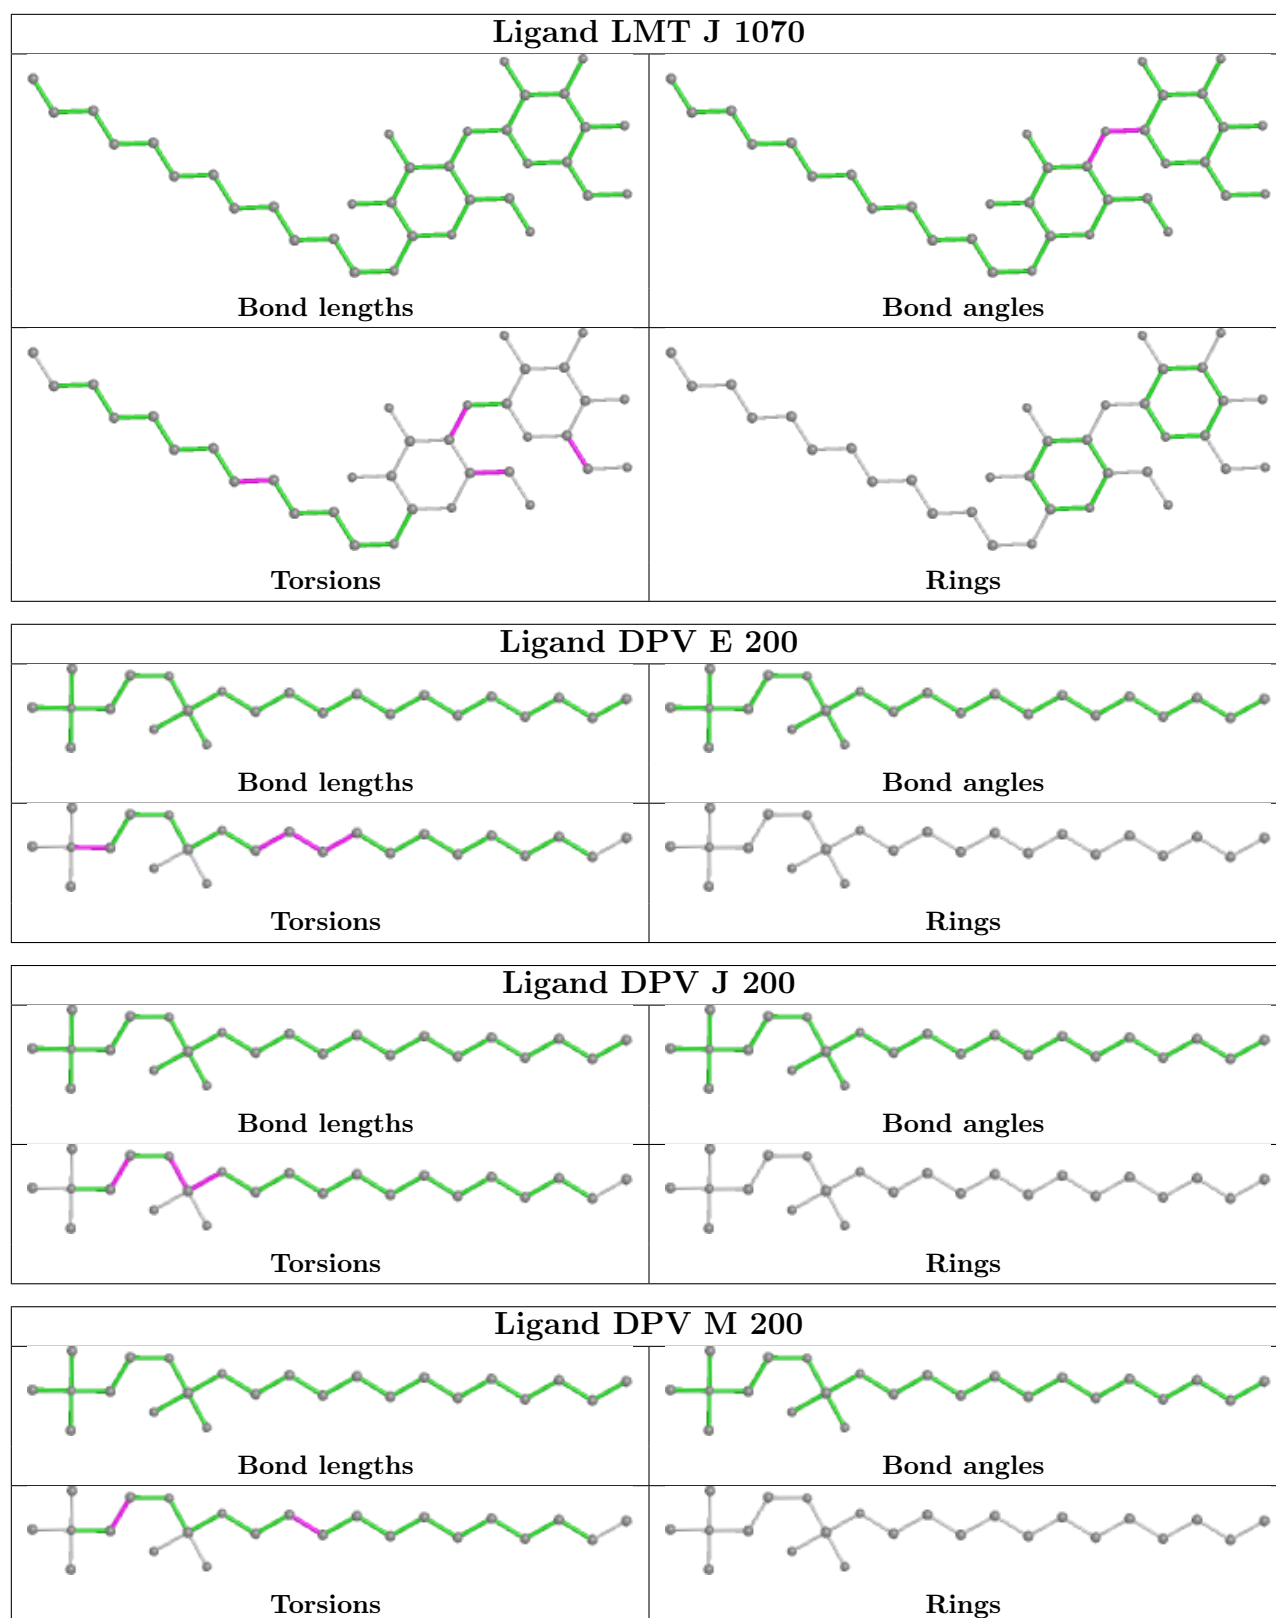 Ligand LMT J 1070
Bond lengths Bond angles
Torsions Rings
Ligand DPV E 200
Bond lengths Bond angles
Torsions Rings
Ligand DPV J 200
Bond lengths Bond angles
Torsions Rings
Ligand DPV M 200
Bond lengths Bond angles
Torsions Rings